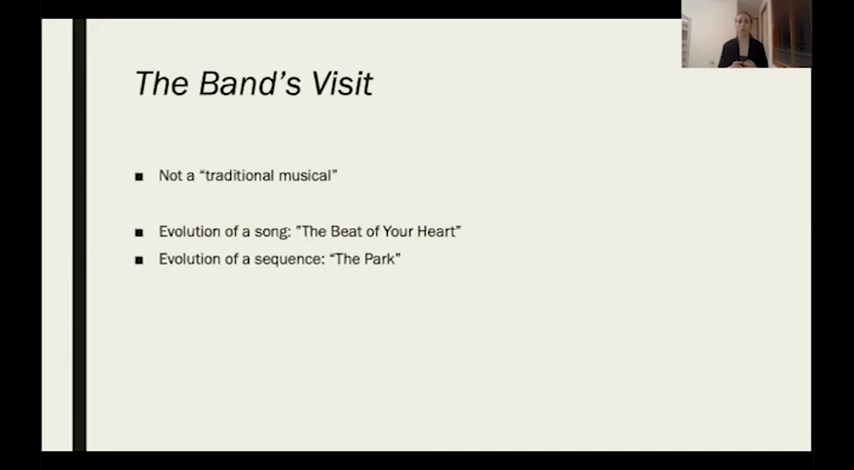 The Band’s Visit
■ Not a “traditional musical”
■ Evolution of a song: ”The Beat of Your Heart”
■ Evolution of a sequence: “The Park”